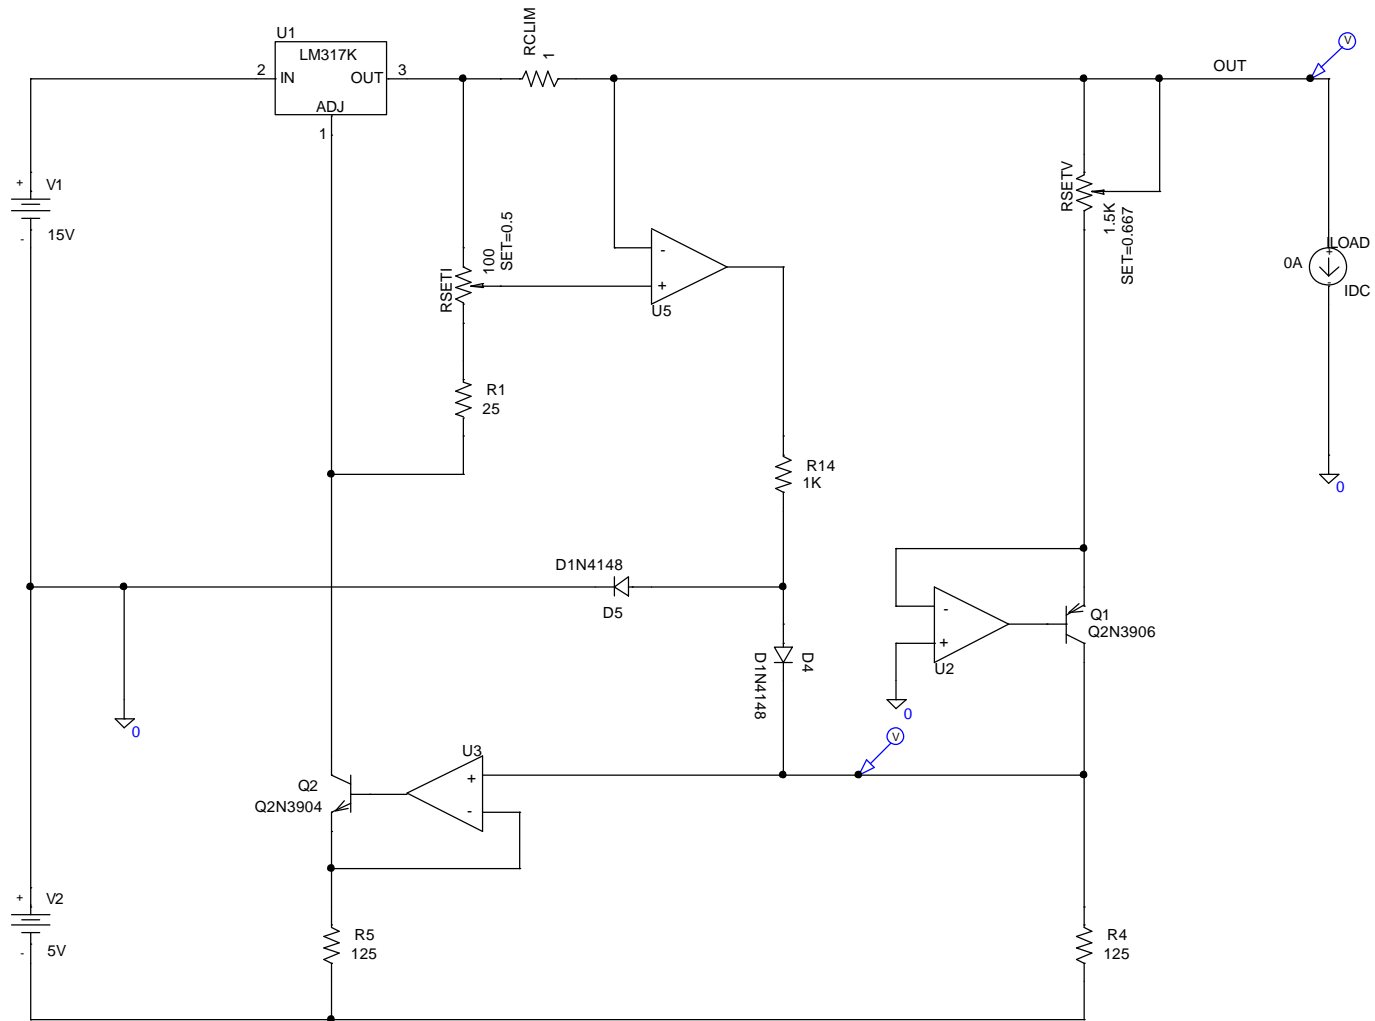 U1
LM317K
2
IN
OUT
3
ADJ
1
RCLIM
1
OUT
V
+
V1
-
15V
RSETI
100
SET=0.5
-
+
U5
RSETV
1.5K
SET=0.667
ILOAD
+
0A
-
IDC
0
R1
25
R14
1K
D1N4148
D5
D4
D1N4148
0
-
+
U2
0
Q1
Q2N3906
V
U3
+
-
Q2
Q2N3904
+
V2
-
5V
R5
125
R4
125